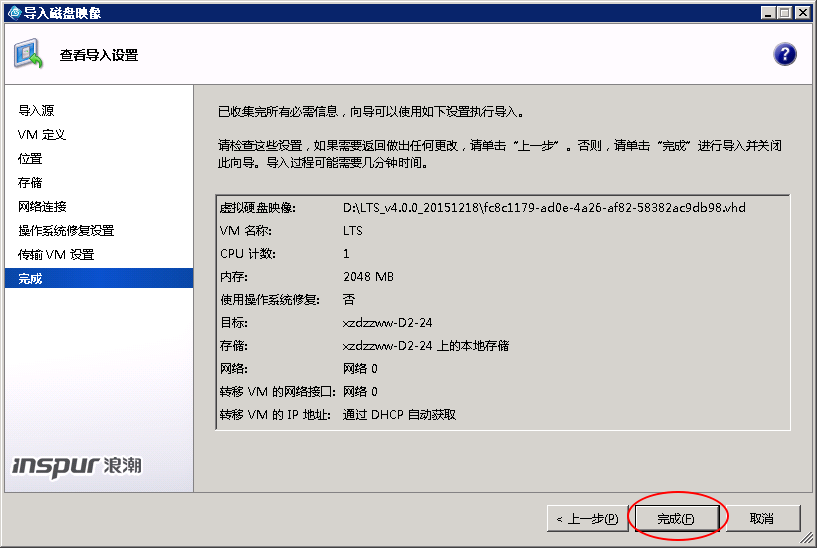 导入磁盘映像
查看导入设置
?
导入源
VM 定义
位置
存储
网络连接
操作系统修复设置
传输 VM 设置
完成
已收集完所有必需信息，向导可以使用如下设置执行导入。
请检查这些设置，如果需要返回做出任何更改，请单击“上一步”。否则，请单击“完成”进行导入并关闭
此向导。导入过程可能需要几分钟时间。
虚拟硬盘映像: D:\LTS_v4.0.0_20151218\fc8c1179-ad0e-4a26-af82-58382ac9db98.vhd
VM 名称: LTS
CPU 计数: 1
内存: 2048 MB
使用操作系统修复: 否
目标: xzdzzww-D2-24
存储: xzdzzww-D2-24 上的本地存储
网络: 网络 0
转移 VM 的网络接口: 网络 0
转移 VM 的 IP 地址: 通过 DHCP 自动获取
inspur 浪潮
< 上一步(P) 完成(F) 取消